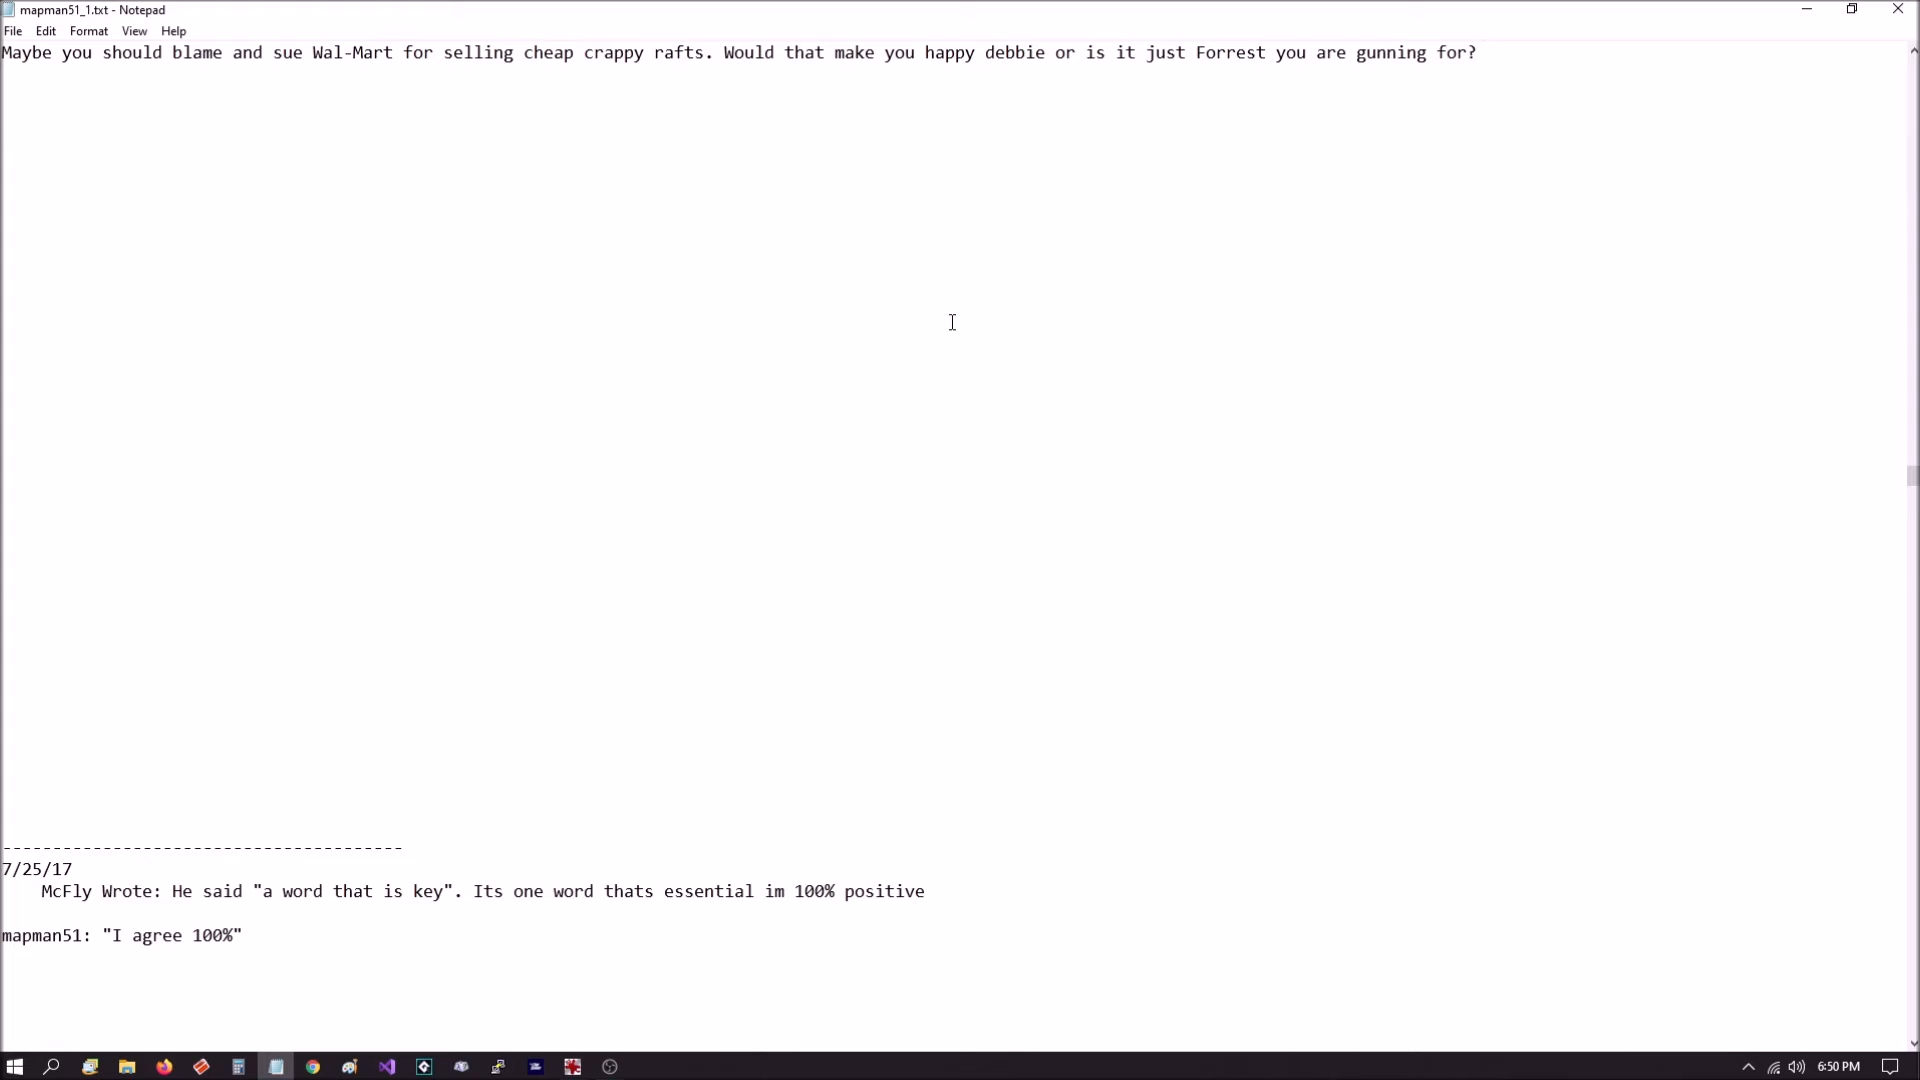 mapman51_1.txt - Notepad
File Edit Format View Help
Maybe you should blame and sue Wal-Mart for selling cheap crappy rafts. Would that make you happy debbie or is it just Forrest you are gunning for?
----------------------------------------
7/25/17
McFly Wrote: He said "a word that is key". Its one word thats essential im 100% positive
mapman51: "I agree 100%"
6:50 PM